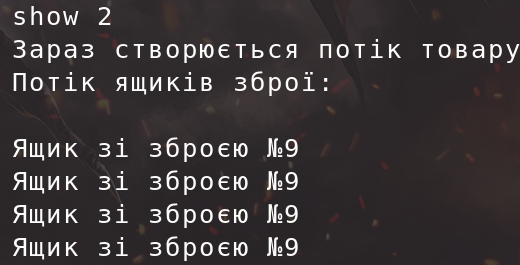 show 2
Зараз створюється потік товару
Потік ящиків зброї:
Ящик зі зброєю №9
Ящик зі зброєю №9
Ящик зі зброєю №9
Ящик зі зброєю №9